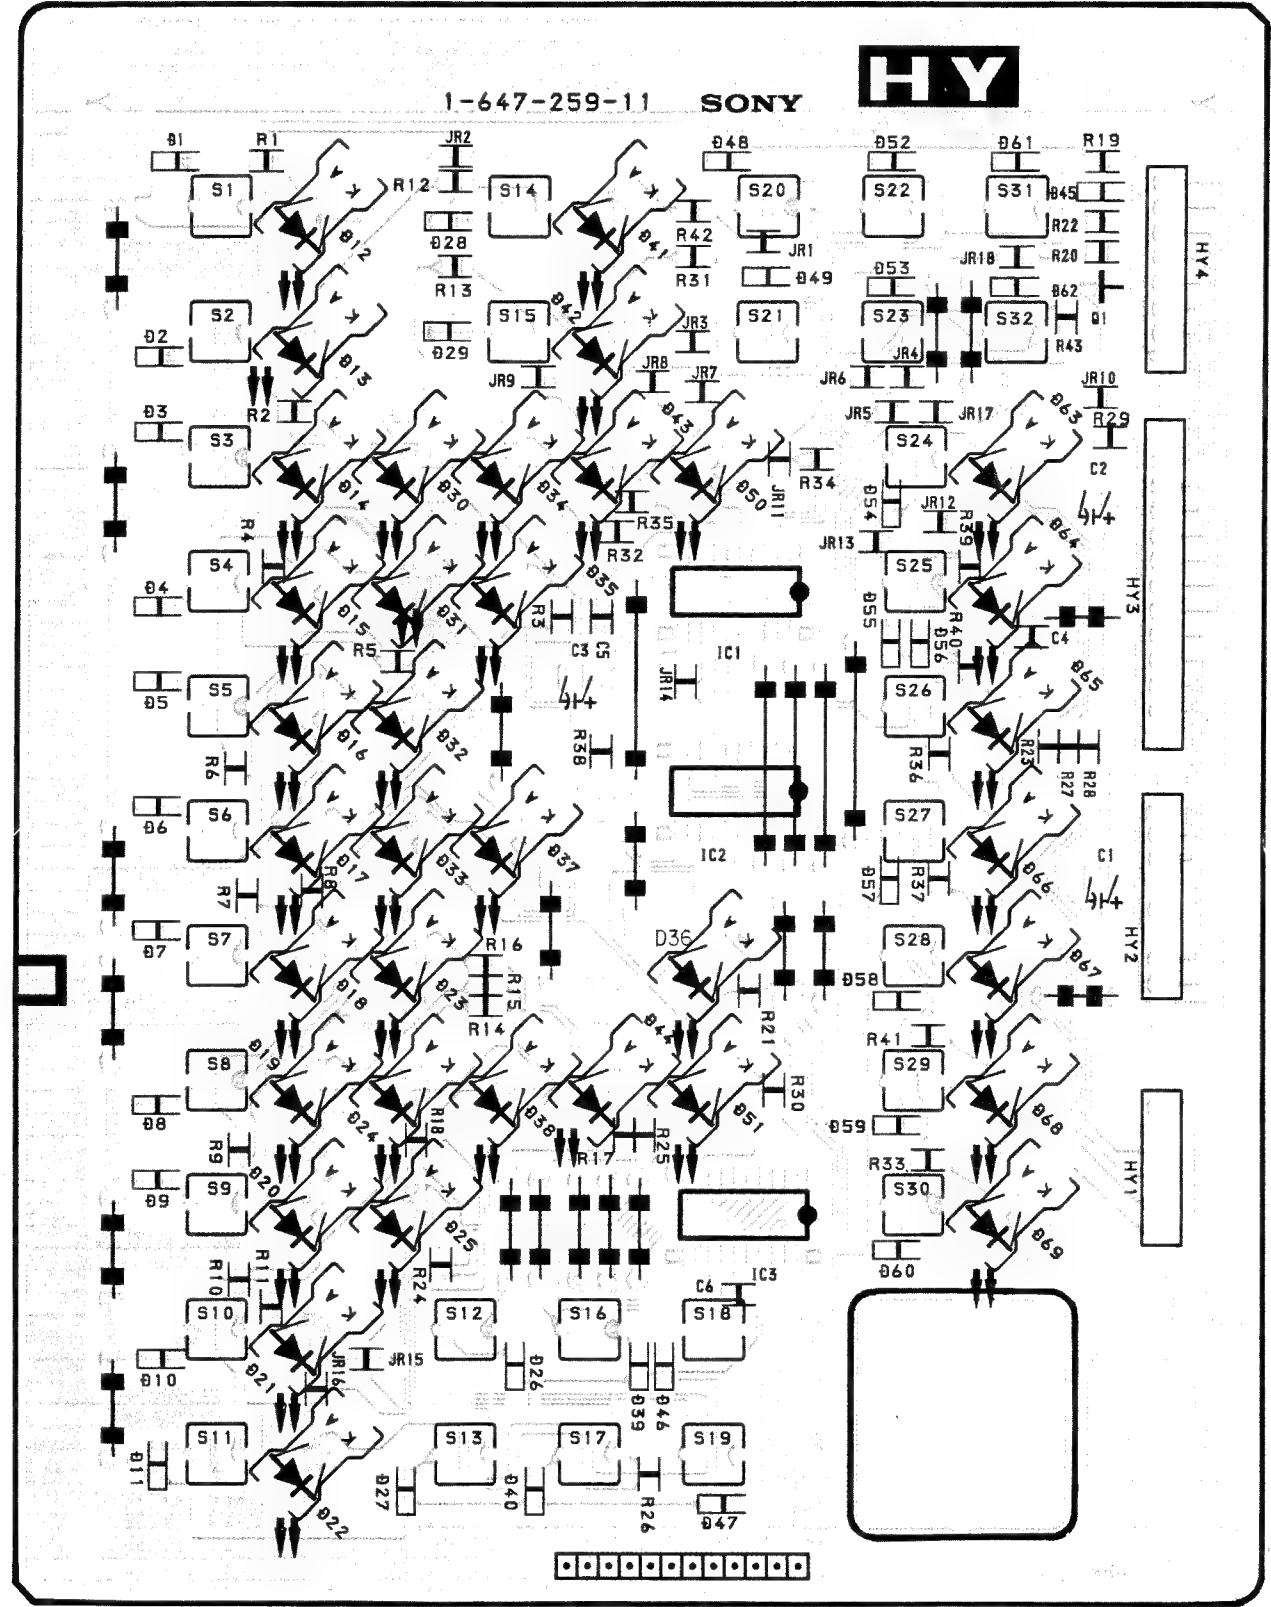 HY
1-647-259-11 SONY
D1 R1 JR2 D48 D52 D61 R19
S1 R12 S14 S20 S22 S31 D45
D12 D28 D41 R42 JR1 R22
R13 R31 D49 D53 JR18 R20 HY4
S2 S15 D42 S21 S23 S32 D62 Q1
D2 D13 D29 JR3 JR4 R43
JR9 JR8 JR7 JR6 JR10
D3 R2 D43 JR5 JR17 D63 R29
S3 D14 D30 D34 D50 JR11 R34 S24 C2
R4 R35 D54 JR12 R39
R32 JR13 D64
S4 D35 S25
D4 D15 D31 R3 C5 D55 D56 R40 HY3
R5 C3 IC1 C4
D5 S5 JR14 S26 D65
R6 D16 D32 R38 R36 R23 R27 R28
D6 S6 S27
D17 D33 D37 IC2 C1
R7 R8 D57 R37 D66
D7 S7 R16 D36 S28 HY2
D18 D23 R15 D58 D67
R14 D44 R21 R41
S8 D19 S29
D8 D24 R18 D38 D51 R30 D59 D68
R9 R17 R25 R33
D9 S9 D20 S30 HY1
D25 D69
R10 R11 R24 C6 IC3 D60
S10 S12 S16 S18
D10 D21 JR16 JR15 D26 D39 D46
S11 S13 S17 S19
D11 D22 D27 D40 R26 D47